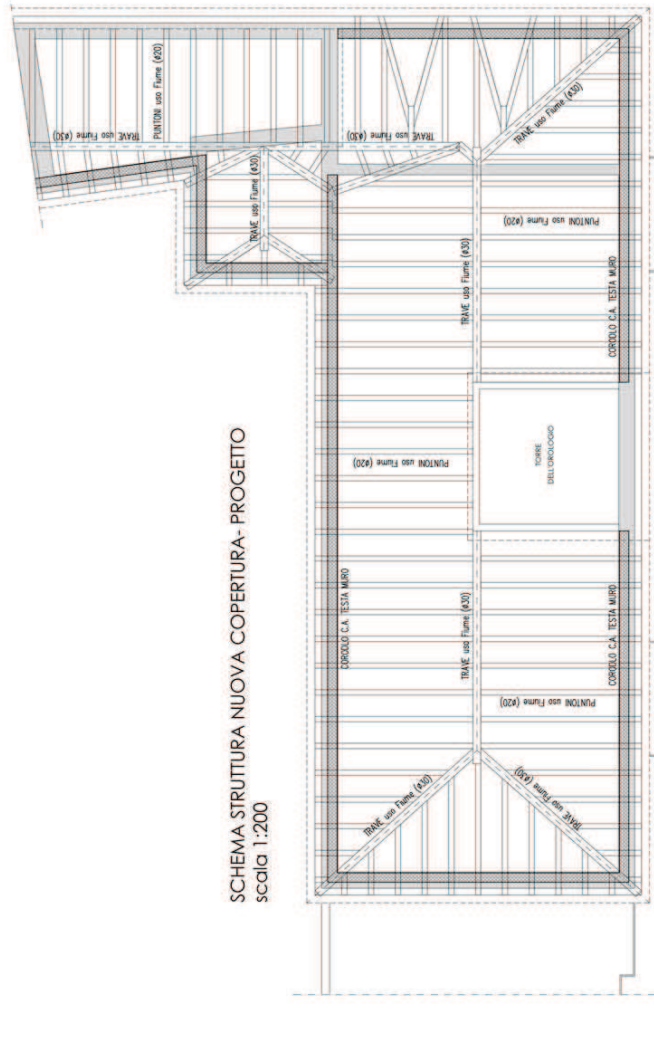 TRAVE uso Fiume (ø30)
PUNTONI uso Fiume (ø20)
TRAVE uso Fiume (ø30)
TRAVE uso Fiume (ø30)
TRAVE uso Fiume (ø30)
PUNTONI uso Fiume (ø20)
TRAVE uso Fiume (ø30)
CORDOLO C.A. TESTA MURO
PUNTONI uso Fiume (ø20)
TORRE
DELL'OROLOGIO
SCHEMA STRUTTURA NUOVA COPERTURA- PROGETTO
scala 1:200
CORDOLO C.A. TESTA MURO
TRAVE uso Fiume (ø30)
CORDOLO C.A. TESTA MURO
PUNTONI uso Fiume (ø20)
TRAVE uso Fiume (ø30)
TRAVE uso Fiume (ø30)